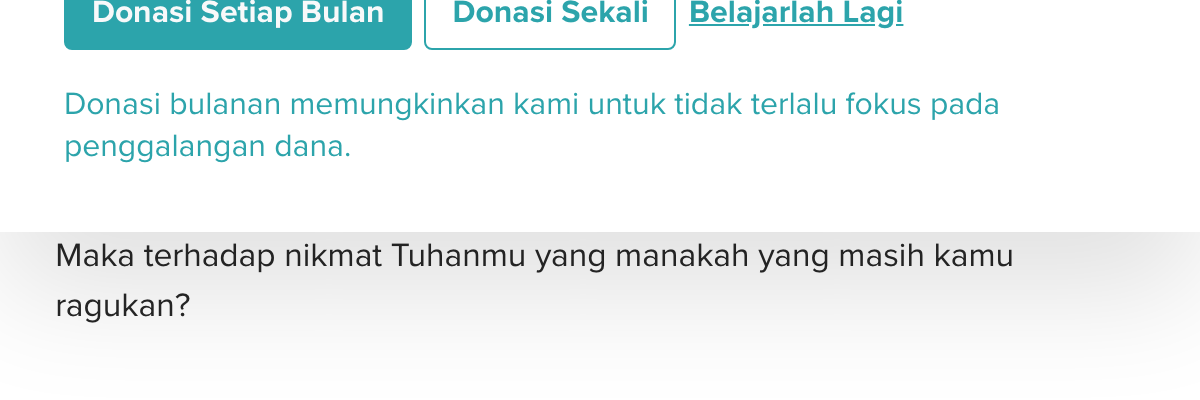 Donasi Setiap Bulan Donasi Sekali Belajarlah Lagi
Donasi bulanan memungkinkan kami untuk tidak terlalu fokus pada
penggalangan dana.
Maka terhadap nikmat Tuhanmu yang manakah yang masih kamu
ragukan?